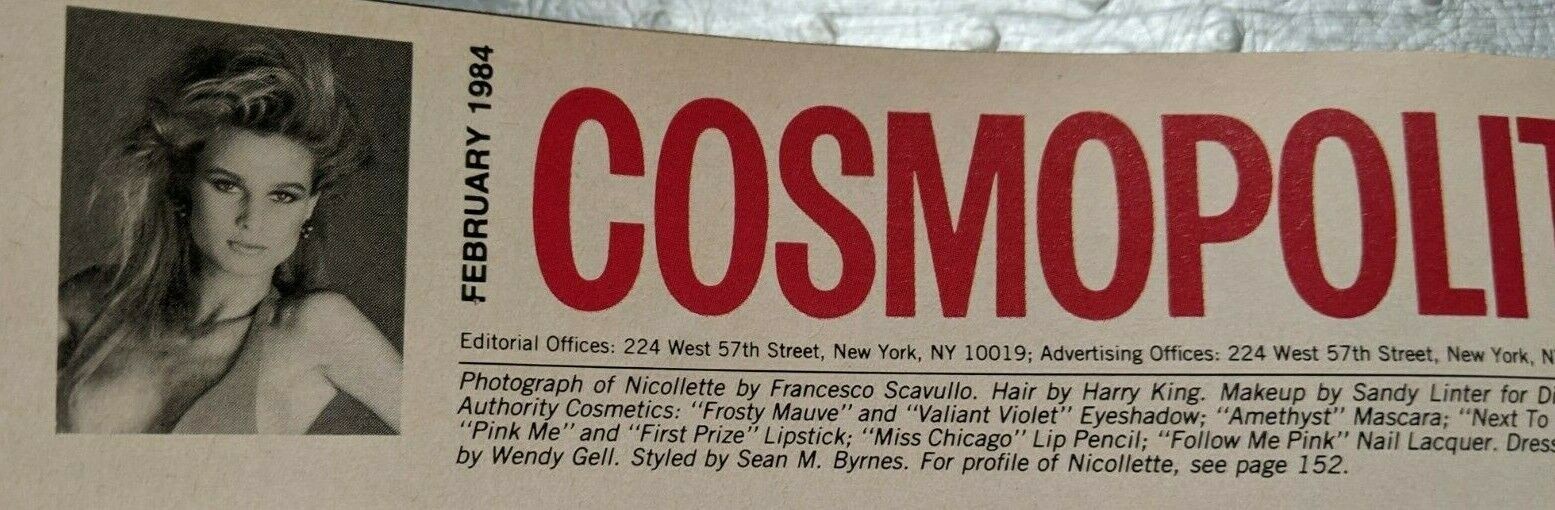 FEBRUARY 1984
COSMOPOLIT
Editorial Offices: 224 West 57th Street, New York, NY 10019; Advertising Offices: 224 West 57th Street, New York, N
Photograph of Nicollette by Francesco Scavullo. Hair by Harry King. Makeup by Sandy Linter for Di
Authority Cosmetics: "Frosty Mauve" and "Valiant Violet" Eyeshadow; "Amethyst" Mascara; "Next To
"Pink Me" and "First Prize" Lipstick; "Miss Chicago" Lip Pencil; "Follow Me Pink" Nail Lacquer. Dress
by Wendy Gell. Styled by Sean M. Byrnes. For profile of Nicollette, see page 152.